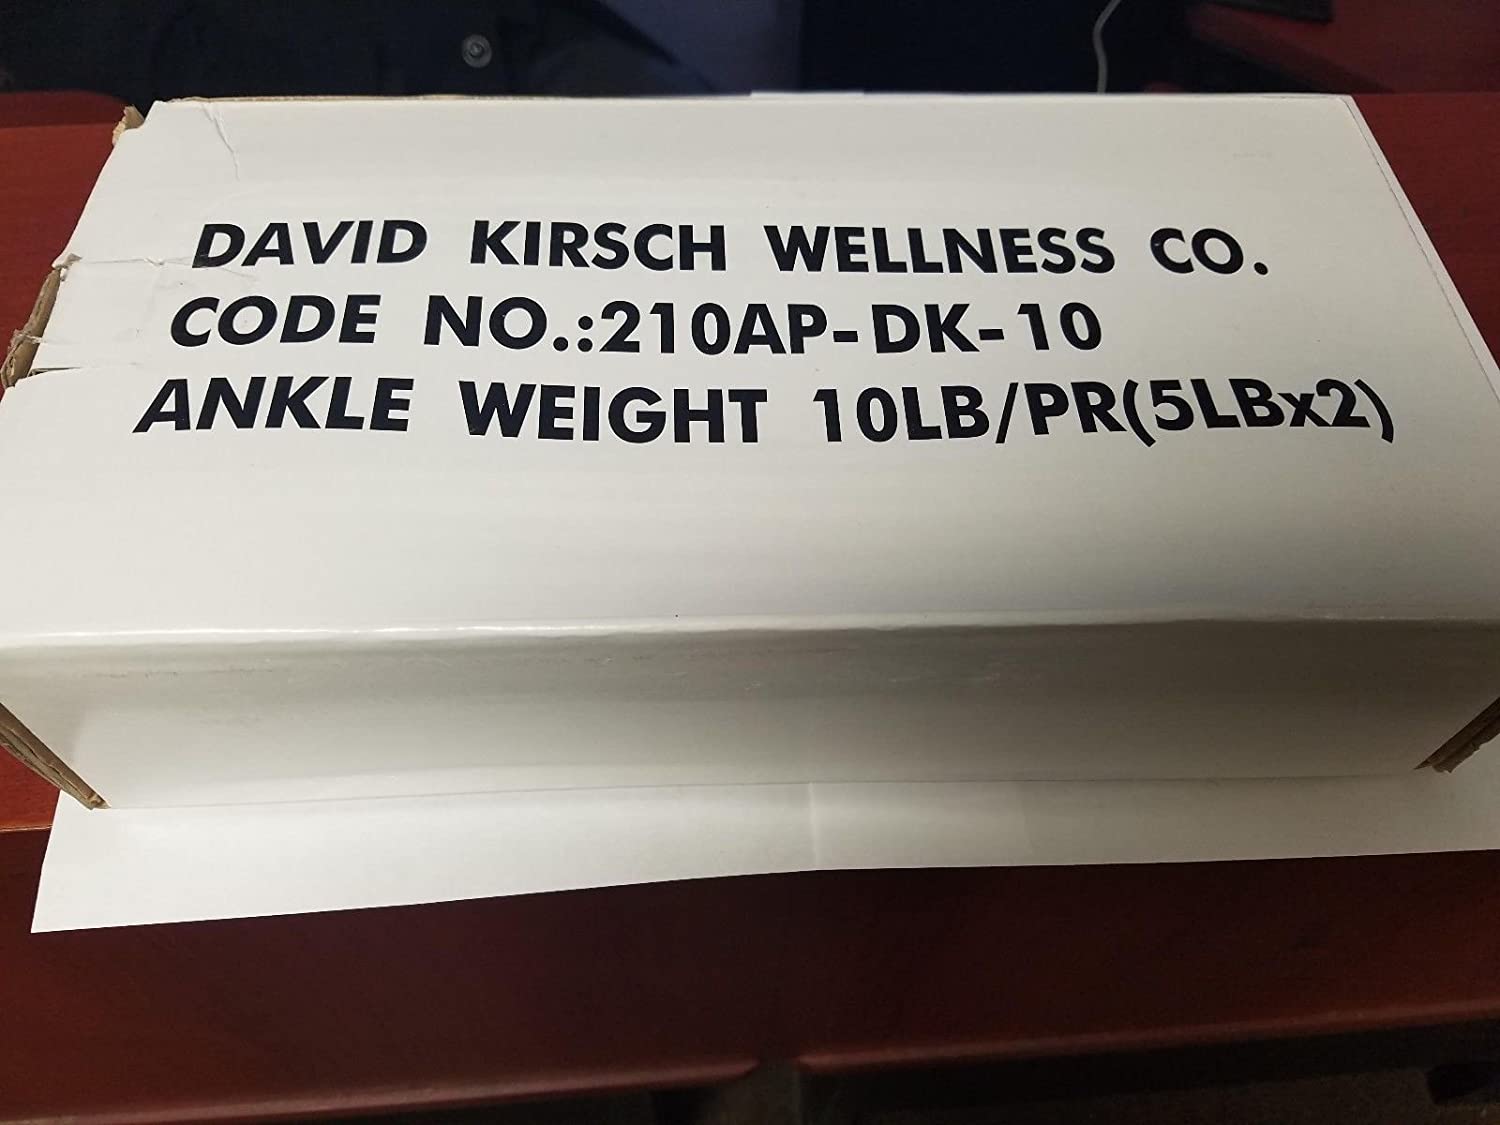 DAVID KIRSCH WELLNESS CO.
CODE NO.:210AP-DK-10
ANKLE WEIGHT 10LB/PR(5LBx2)